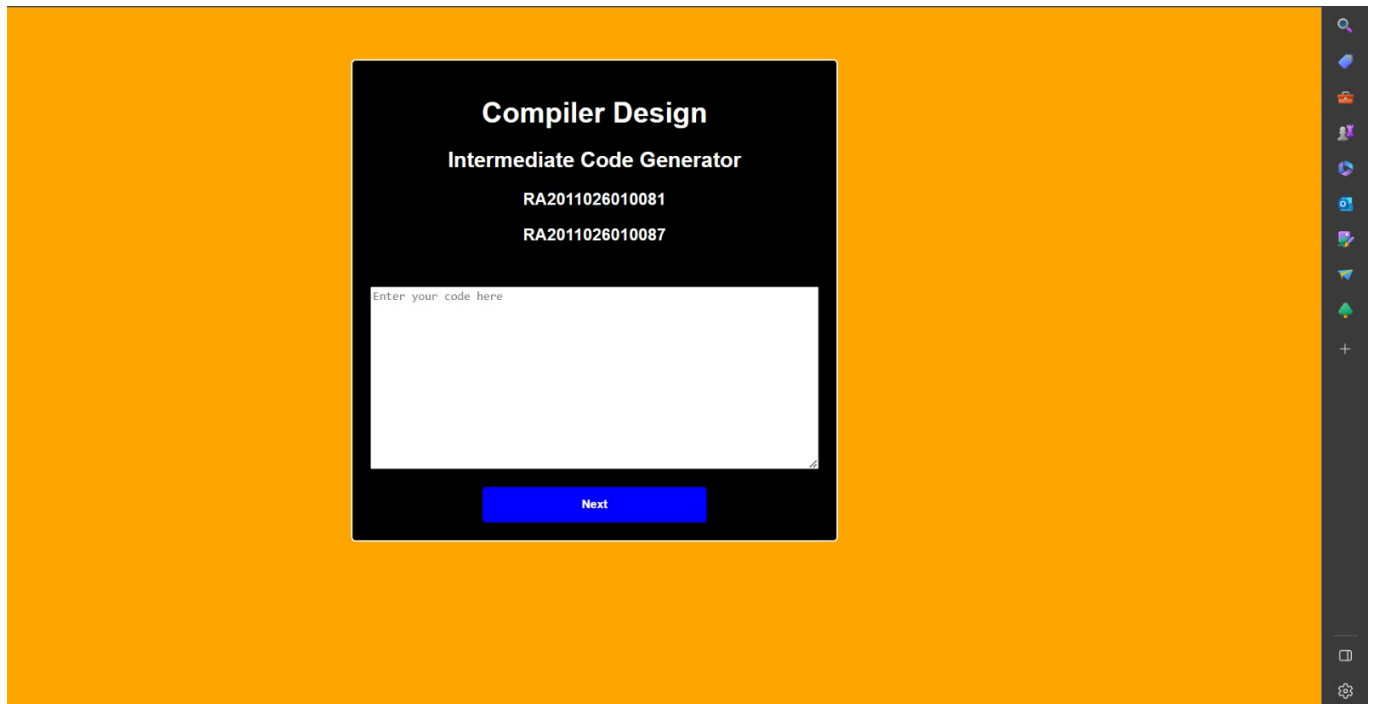 Compiler Design
Intermediate Code Generator
RA2011026010081
RA2011026010087
Enter your code here
Next